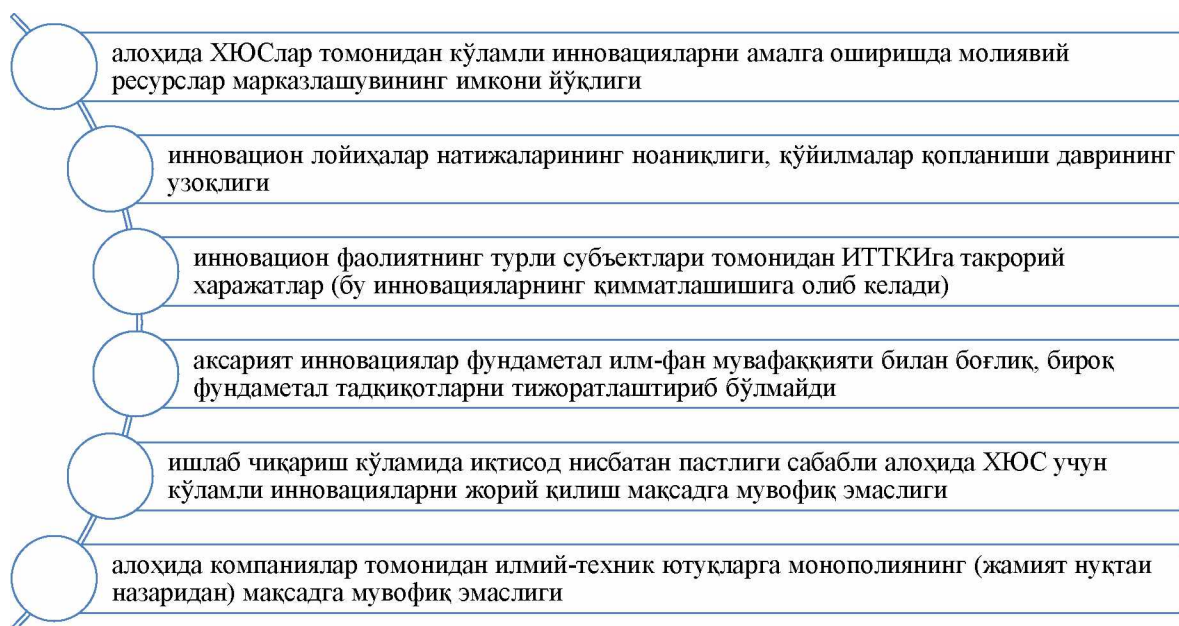 алоҳида ХЮСлар томонидан кўламли инновацияларни амалга оширишда молиявий
ресурслар марказлашувининг имкони йўқлиги
инновацион лойиҳалар натижаларининг ноаниқлиги, қўйилмалар қопланиши даврининг
узоқлиги
инновацион фаолиятнинг турли субъектлари томонидан ИТТКИга такрорий
харажатлар (бу инновацияларнинг қимматлашишига олиб келади)
аксарият инновациялар фундаметал илм-фан мувафаққияти билан боғлиқ, бироқ
фундаметал тадқиқотларни тижоратлаштириб бўлмайди
ишлаб чиқариш кўламида иқтисод нисбатан пастлиги сабабли алоҳида ХЮС учун
кўламли инновацияларни жорий қилиш мақсадга мувофиқ эмаслиги
алоҳида компаниялар томонидан илмий-техник ютуқларга монополиянинг (жамият нуқтаи
назаридан) мақсадга мувофиқ эмаслиги